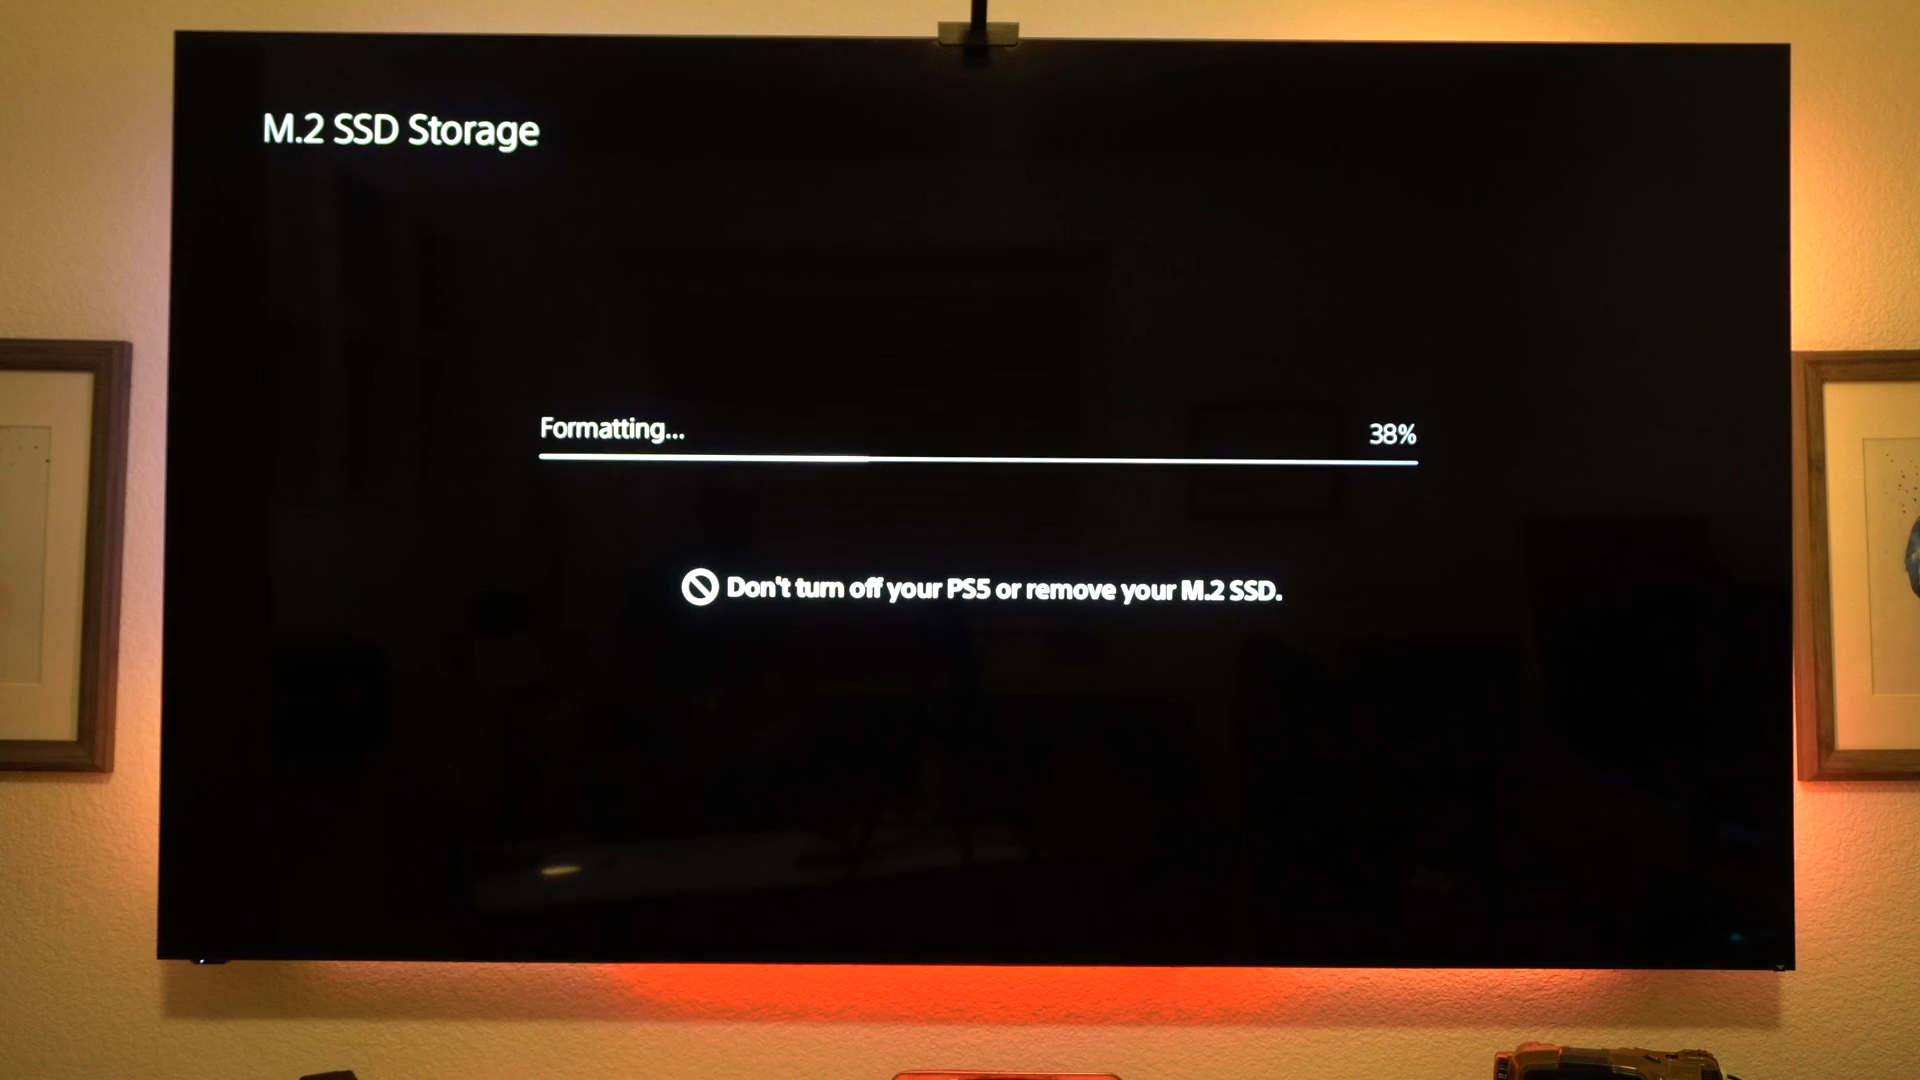 M.2 SSD Storage
Formatting...
38%
Don't turn off your PS5 or remove your M.2 SSD.